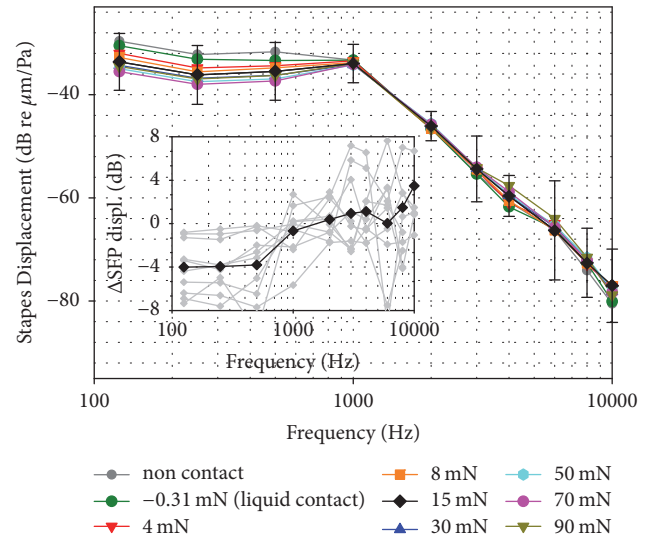 Stapes Displacement (dB re μm/Pa)
−40
−60
−80
ΔSFP displ. (dB)
8
4
0
−4
−8
100
1000
10000
Frequency (Hz)
100
1000
10000
Frequency (Hz)
non contact
−0.31 mN (liquid contact)
4 mN
8 mN
15 mN
30 mN
50 mN
70 mN
90 mN